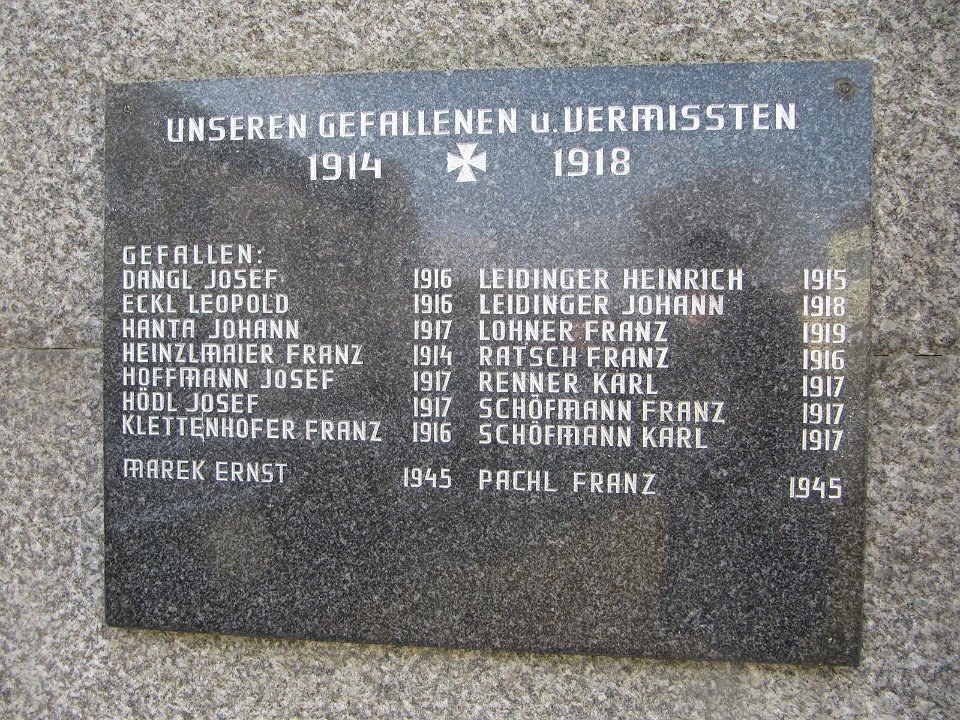 UNSEREN GEFALLENEN u. VERMISSTEN
1914 1918
GEFALLEN:
DANGL JOSEF 1916
ECKL LEOPOLD 1916
HANTA JOHANN 1917
HEINZLMAIER FRANZ 1914
HOFFMANN JOSEF 1917
HÖDL JOSEF 1917
KLETTENHOFER FRANZ 1916
MAREK ERNST 1945
LEIDINGER HEINRICH 1915
LEIDINGER JOHANN 1918
LOHNER FRANZ 1919
RATSCH FRANZ 1916
RENNER KARL 1917
SCHÖFMANN FRANZ 1917
SCHÖFMANN KARL 1917
PACHL FRANZ 1945